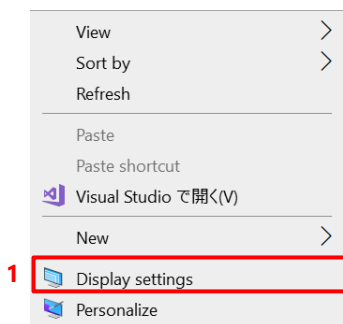 View
Sort by
Refresh
Paste
Paste shortcut
Visual Studio で開く(V)
New
1 Display settings
Personalize